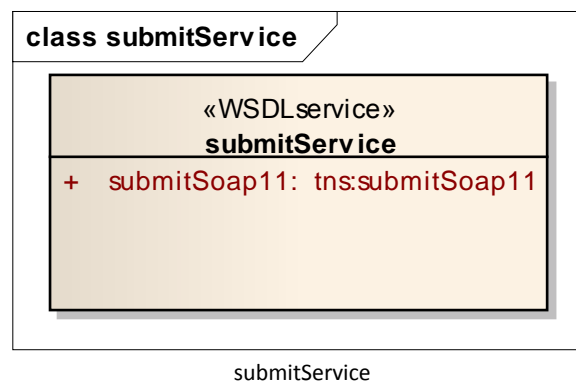 class submitService
«WSDLservice»
submitService
+ submitSoap11: tns:submitSoap11
submitService